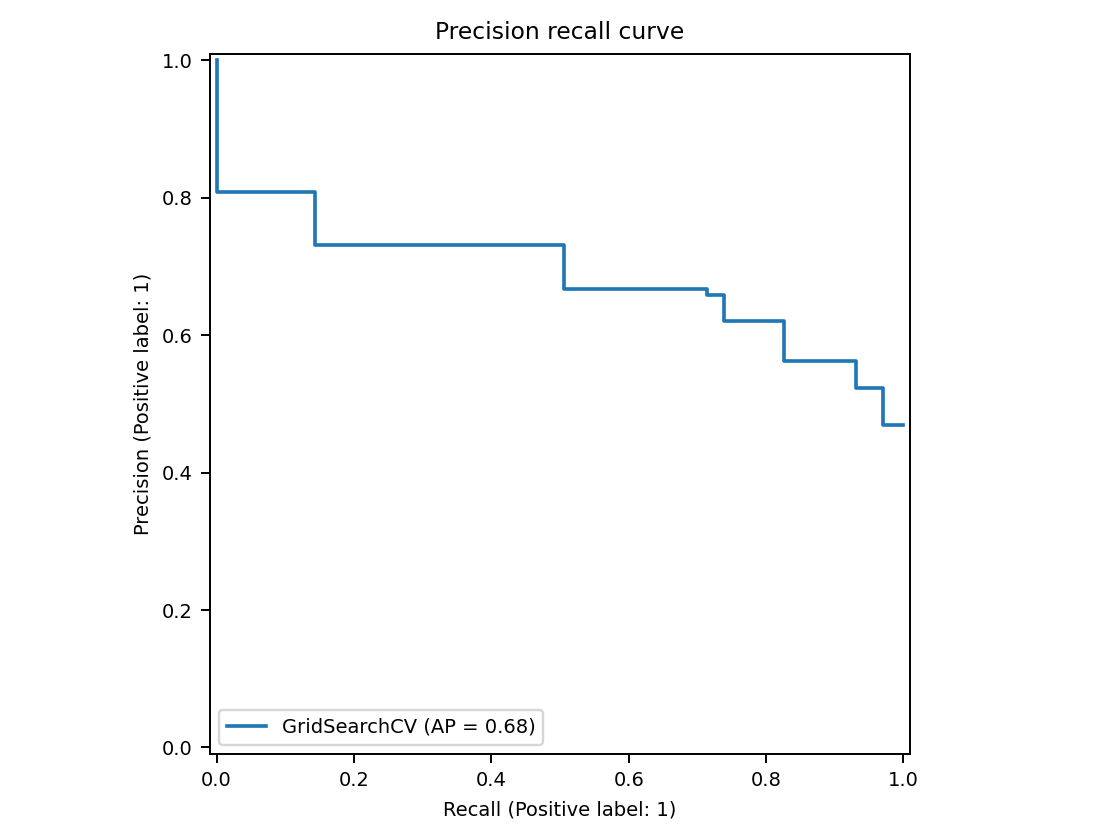 Precision recall curve
1.0
0.8
0.6
0.4
0.2
0.0
Precision (Positive label: 1)
GridSearchCV (AP = 0.68)
0.0 0.2 0.4 0.6 0.8 1.0
Recall (Positive label: 1)